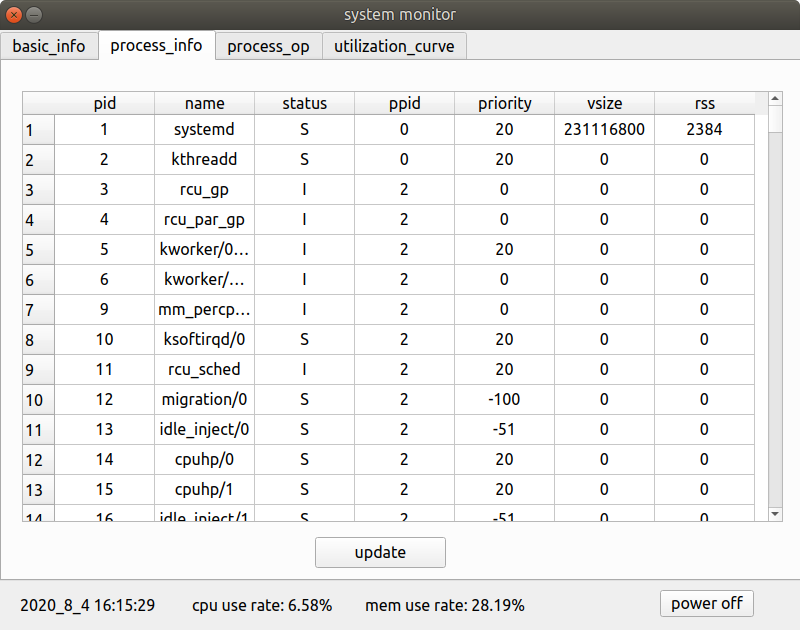 system monitor
basic_info process_info process_op utilization_curve
pid name status ppid priority vsize rss
1 1 systemd S 0 20 231116800 2384
2 2 kthreadd S 0 20 0 0
3 3 rcu_gp I 2 0 0 0
4 4 rcu_par_gp I 2 0 0 0
5 5 kworker/0... I 2 20 0 0
6 6 kworker/... I 2 0 0 0
7 9 mm_percp... I 2 0 0 0
8 10 ksoftirqd/0 S 2 20 0 0
9 11 rcu_sched I 2 20 0 0
10 12 migration/0 S 2 -100 0 0
11 13 idle_inject/0 S 2 -51 0 0
12 14 cpuhp/0 S 2 20 0 0
13 15 cpuhp/1 S 2 20 0 0
14 16 idle_inject/1 S 2 -51 0 0
update
2020_8_4 16:15:29 cpu use rate: 6.58% mem use rate: 28.19% power off